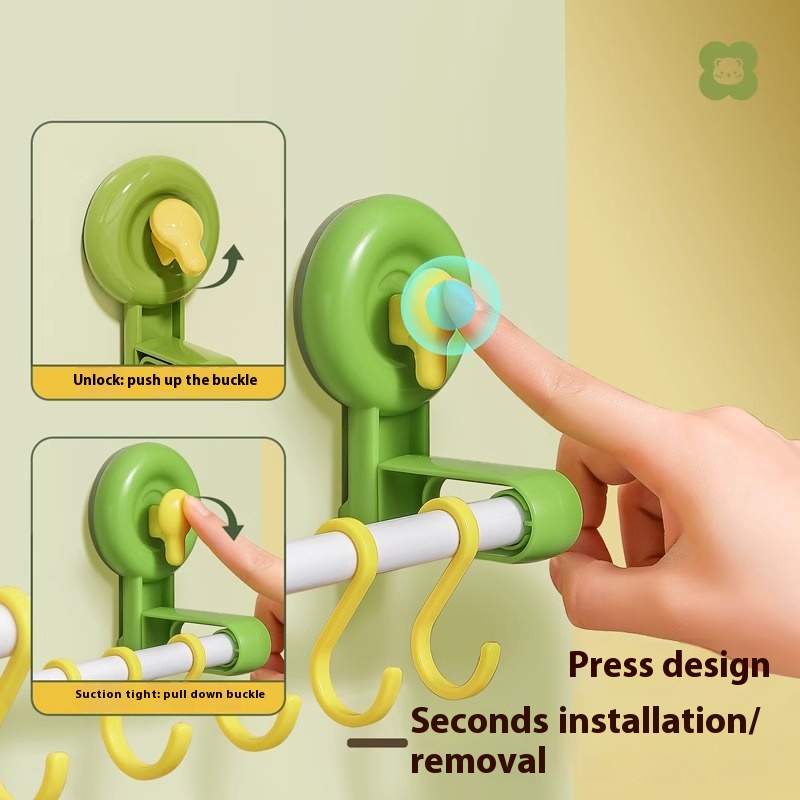 Unlock: push up the buckle
Suction tight: pull down buckle
Press design
Seconds installation/
removal